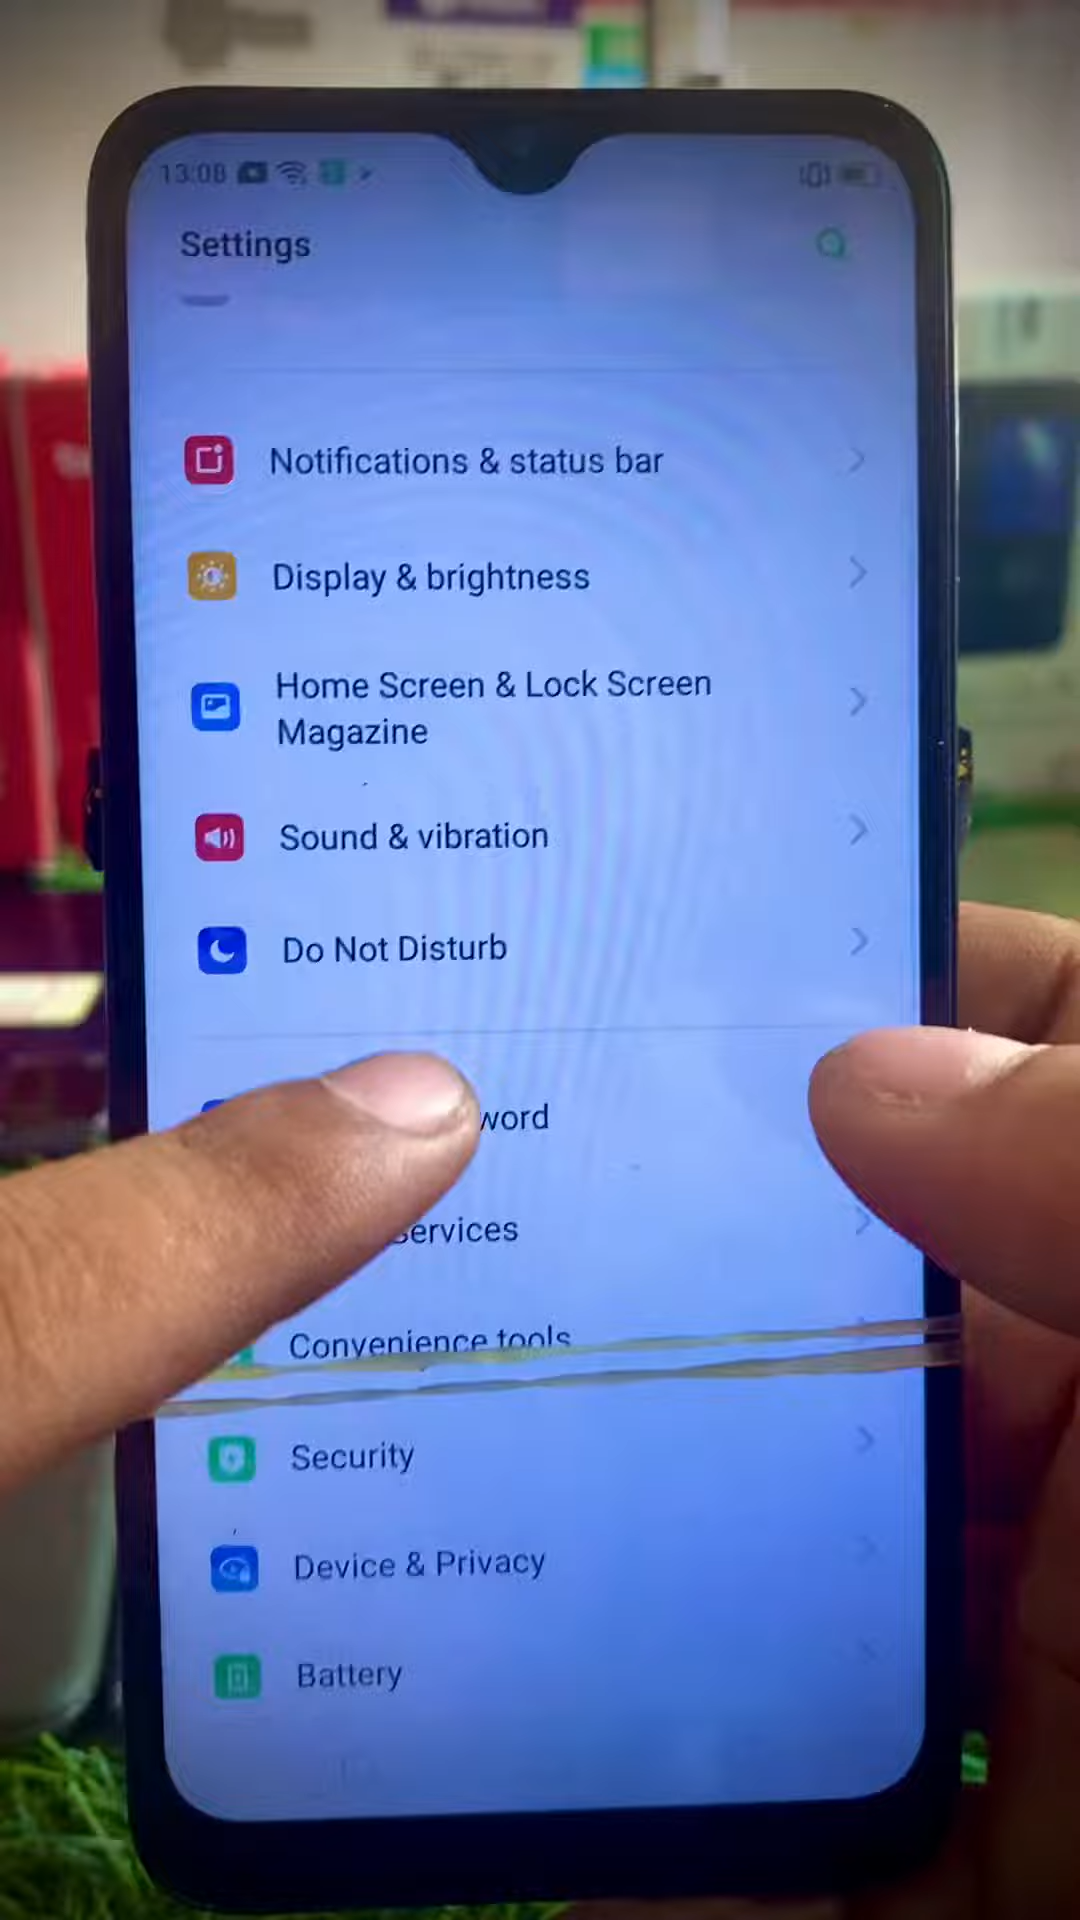 13:08
Settings
Notifications & status bar
Display & brightness
Home Screen & Lock Screen
Magazine
Sound & vibration
Do Not Disturb
word
Services
Convenience tools
Security
Device & Privacy
Battery